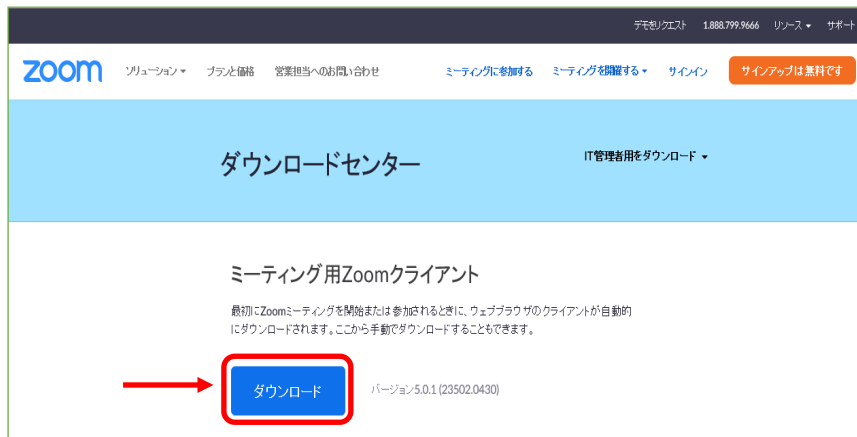 デモをリクエスト 1.888.799.9666 リソース サポート
zoom ソリューション プランと価格 営業担当へのお問い合わせ ミーティングに参加する ミーティングを開催する サインイン サインアップは無料です
ダウンロードセンター
IT管理者用をダウンロード
ミーティング用Zoomクライアント
最初にZoomミーティングを開始または参加されるときに、ウェブブラウザのクライアントが自動的
にダウンロードされます。ここから手動でダウンロードすることもできます。
ダウンロード バージョン5.0.1 (23502.0430)